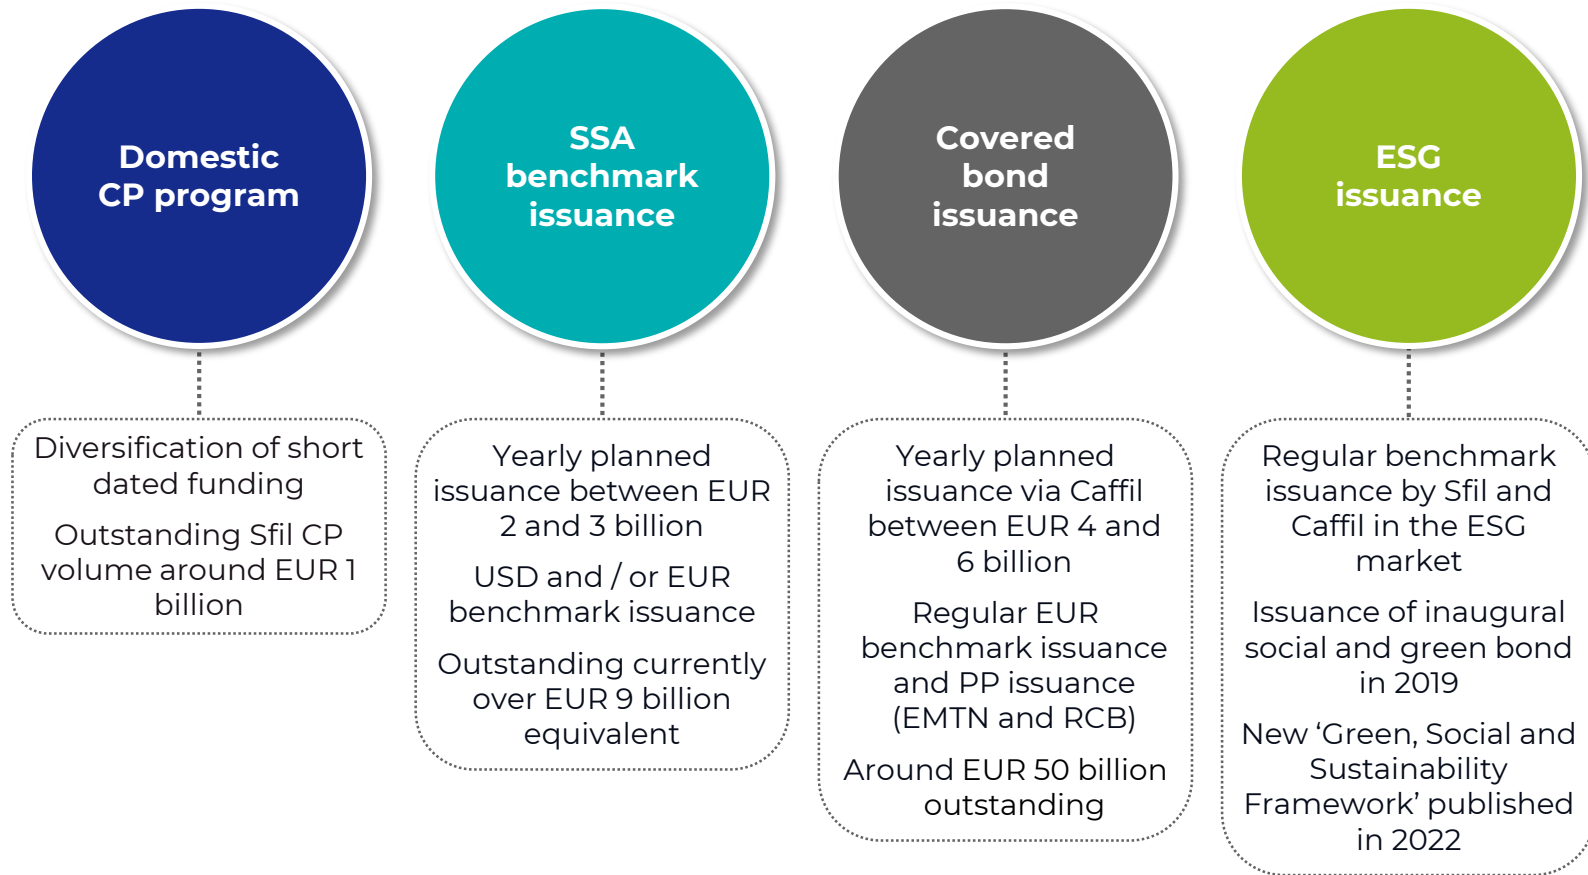 Domestic
CP program
SSA
benchmark
issuance
Covered
bond
issuance
ESG
issuance
Diversification of short
dated funding
Outstanding Sfil CP
volume around EUR 1
billion
Yearly planned
issuance between EUR
2 and 3 billion
USD and / or EUR
benchmark issuance
Outstanding currently
over EUR 9 billion
equivalent
Yearly planned
issuance via Caffil
between EUR 4 and
6 billion
Regular EUR
benchmark issuance
and PP issuance
(EMTN and RCB)
Around EUR 50 billion
outstanding
Regular benchmark
issuance by Sfil and
Caffil in the ESG
market
Issuance of inaugural
social and green bond
in 2019
New ‘Green, Social and
Sustainability
Framework’ published
in 2022